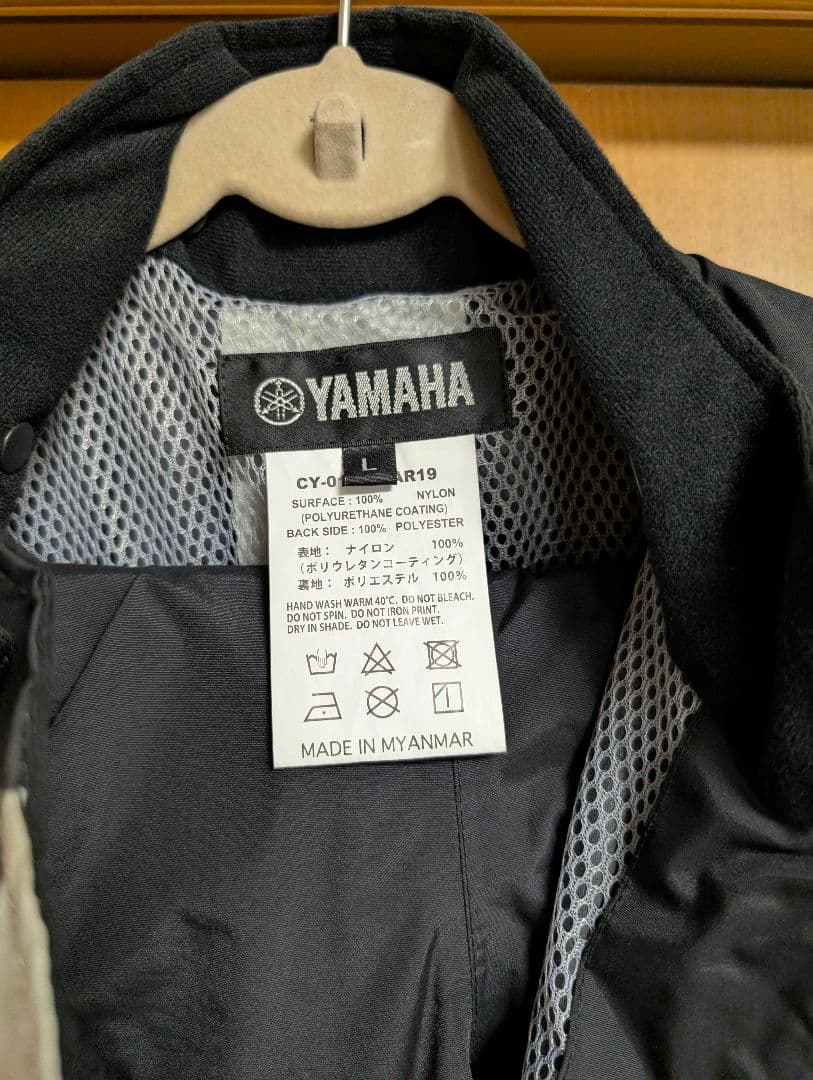 YAMAHA
L
CY-01 AR19
SURFACE : 100% NYLON
(POLYURETHANE COATING)
BACK SIDE : 100% POLYESTER
表地： ナイロン 100%
（ポリウレタンコーティング）
裏地： ポリエステル 100%
HAND WASH WARM 40℃, DO NOT BLEACH.
DO NOT SPIN. DO NOT IRON PRINT.
DRY IN SHADE. DO NOT LEAVE WET.
MADE IN MYANMAR